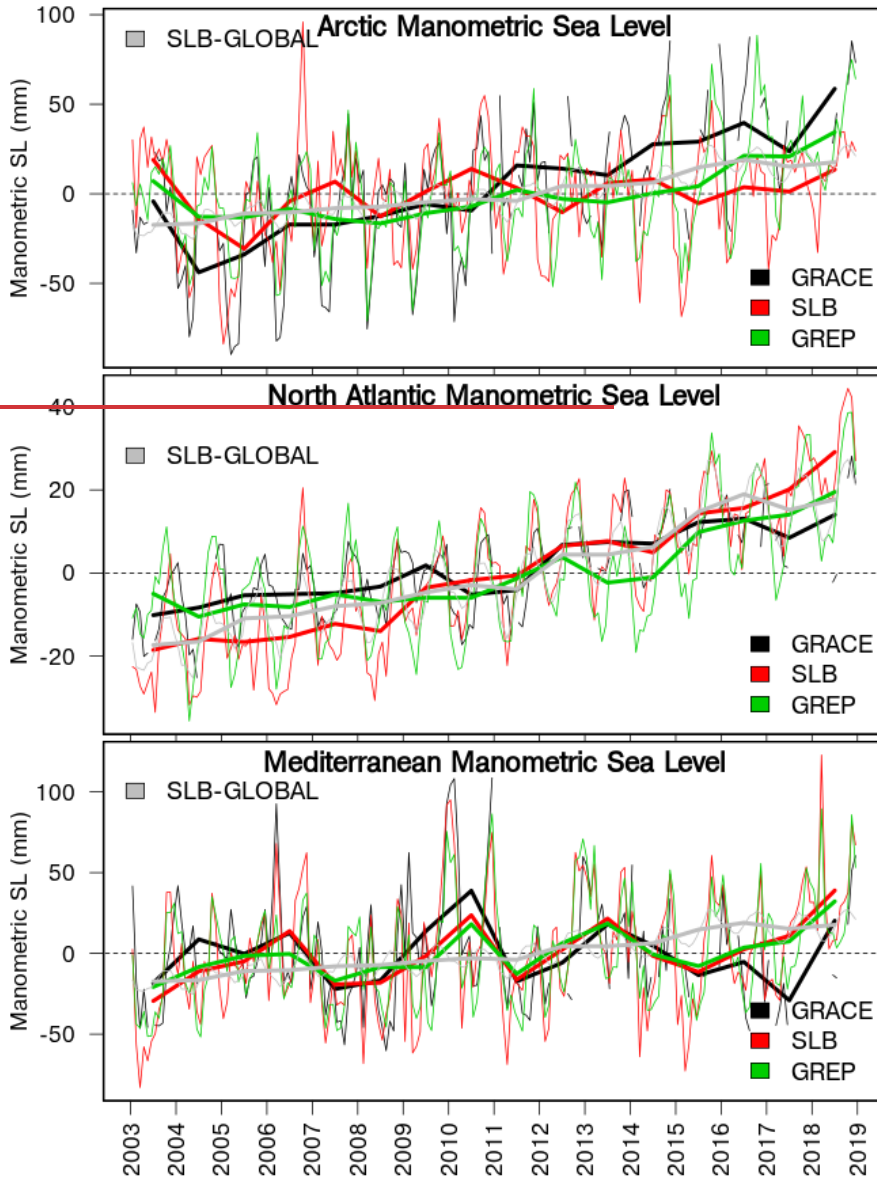 Arctic Manometric Sea Level
SLB-GLOBAL
Manometric SL (mm)
100
50
0
-50
GRACE
SLB
GREP
North Atlantic Manometric Sea Level
SLB-GLOBAL
Manometric SL (mm)
40
20
0
-20
GRACE
SLB
GREP
Mediterranean Manometric Sea Level
SLB-GLOBAL
Manometric SL (mm)
100
50
0
-50
GRACE
SLB
GREP
2003 2004 2005 2006 2007 2008 2009 2010 2011 2012 2013 2014 2015 2016 2017 2018 2019